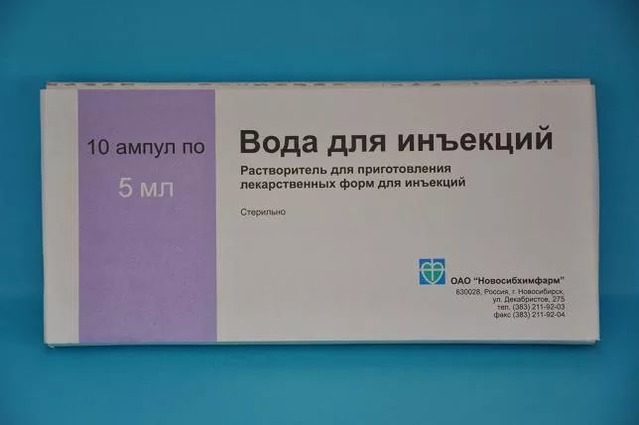 10 ампул по
5 мл
Вода для инъекций
Растворитель для приготовления
лекарственных форм для инъекций
Стерильно
ОАО "Новосибхимфарм"
630028, Россия, г. Новосибирск,
ул. Декабристов, 275
тел. (383) 211-92-03
факс (383) 211-92-04